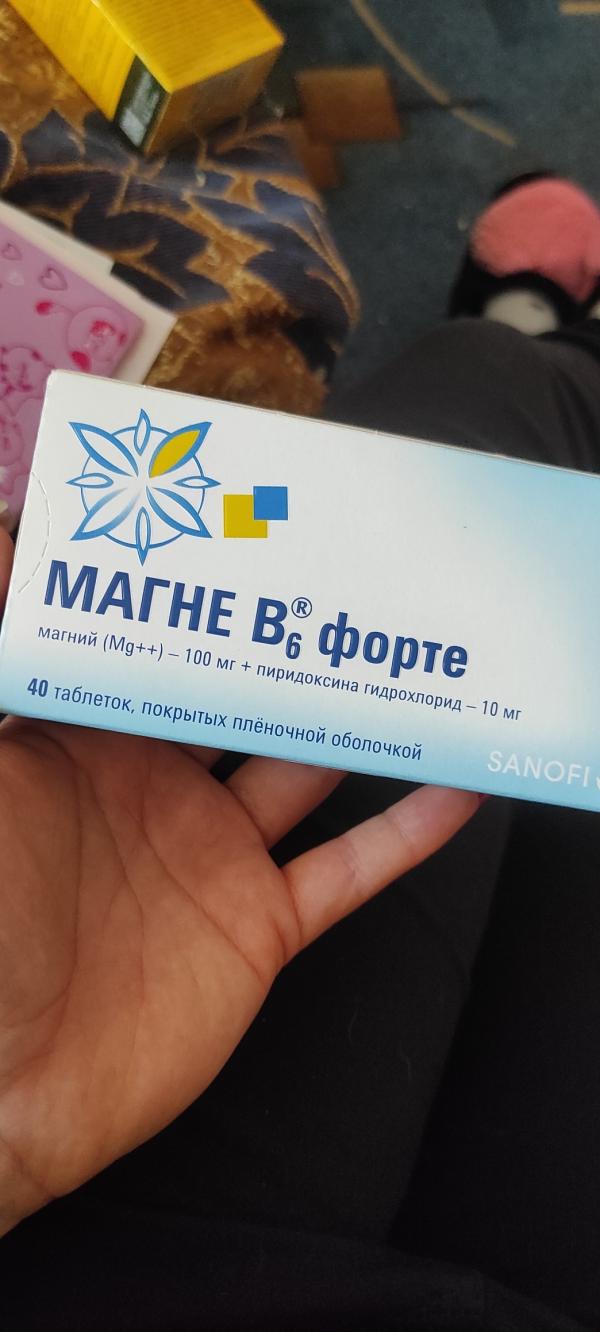 МАГНЕ B6® форте
магний (Mg++) – 100 мг + пиридоксина гидрохлорид – 10 мг
40 таблеток, покрытых плёночной оболочкой
SANOFI